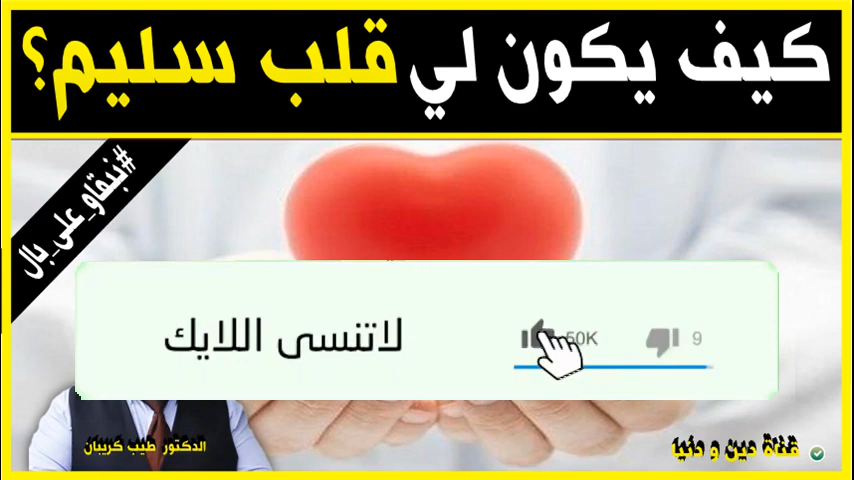 كيف يكون لي قلب سليم؟
#نبقاو_على_بال
لاتنسى اللايك
50K
9
الدكتور طيب كريبان
قناة دين و دنيا